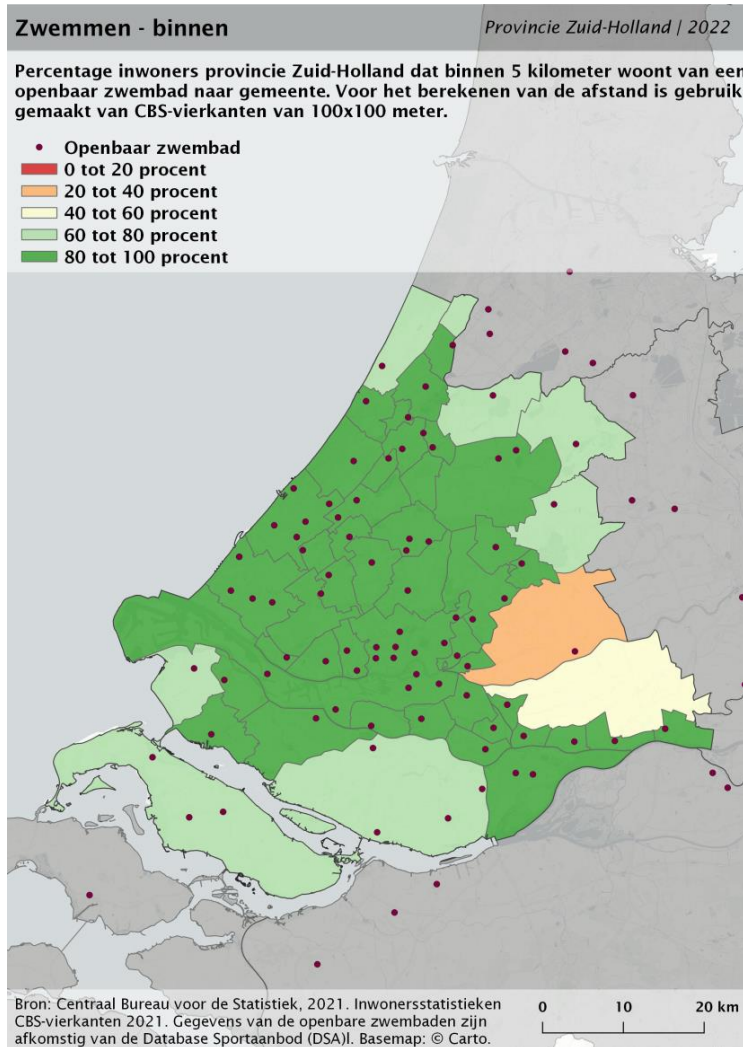 Zwemmen - binnen
Provincie Zuid-Holland | 2022
Percentage inwoners provincie Zuid-Holland dat binnen 5 kilometer woont van een
openbaar zwembad naar gemeente. Voor het berekenen van de afstand is gebruik
gemaakt van CBS-vierkanten van 100x100 meter.
Openbaar zwembad
0 tot 20 procent
20 tot 40 procent
40 tot 60 procent
60 tot 80 procent
80 tot 100 procent
Bron: Centraal Bureau voor de Statistiek, 2021. Inwonersstatistieken
CBS-vierkanten 2021. Gegevens van de openbare zwembaden zijn
afkomstig van de Database Sportaanbod (DSA)l. Basemap: © Carto.
0 10 20 km